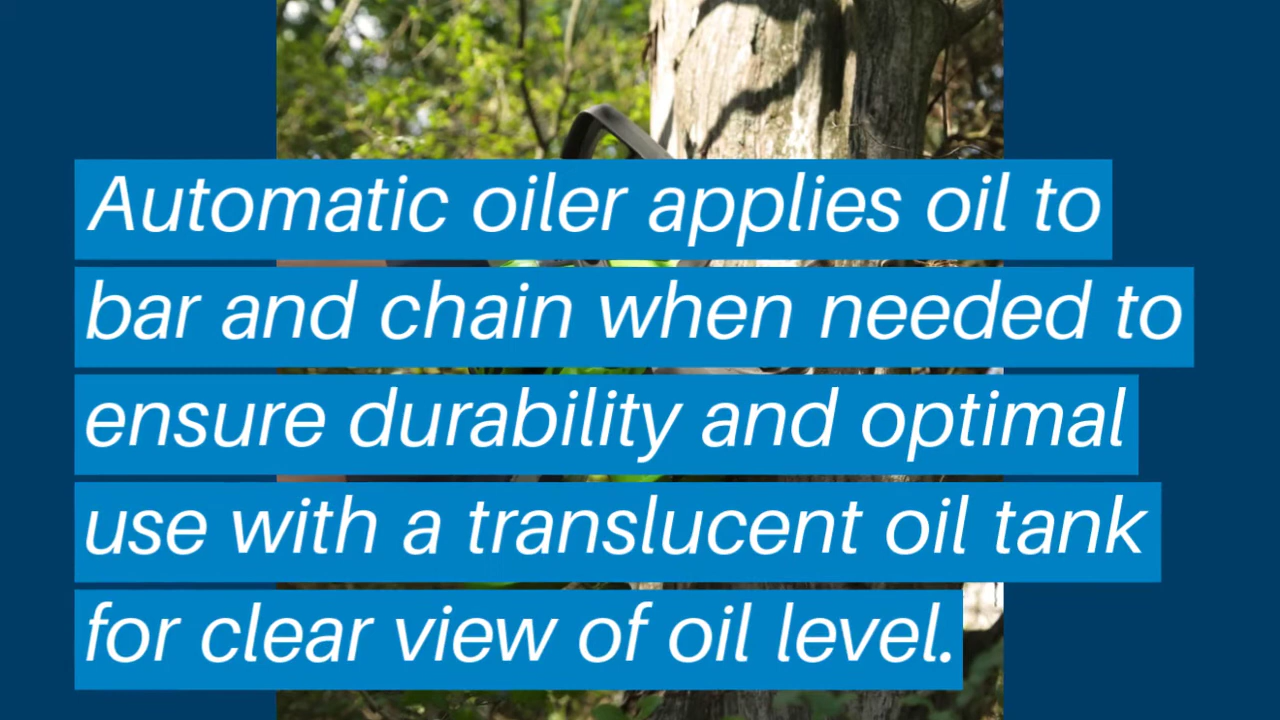 Automatic oiler applies oil to
bar and chain when needed to
ensure durability and optimal
use with a translucent oil tank
for clear view of oil level.